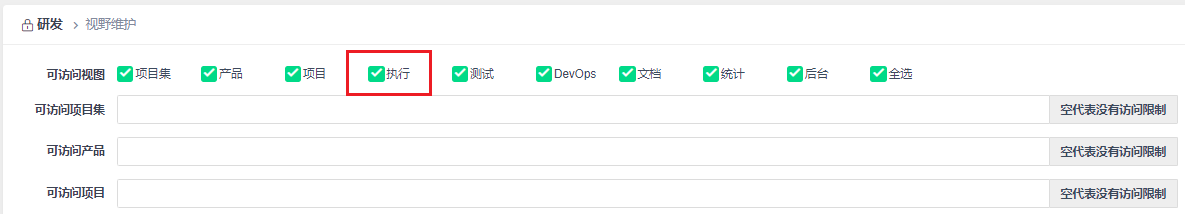 研发 > 视野维护
可访问视图 项目集 产品 项目 执行 测试 DevOps 文档 统计 后台 全选
可访问项目集 空代表没有访问限制
可访问产品 空代表没有访问限制
可访问项目 空代表没有访问限制